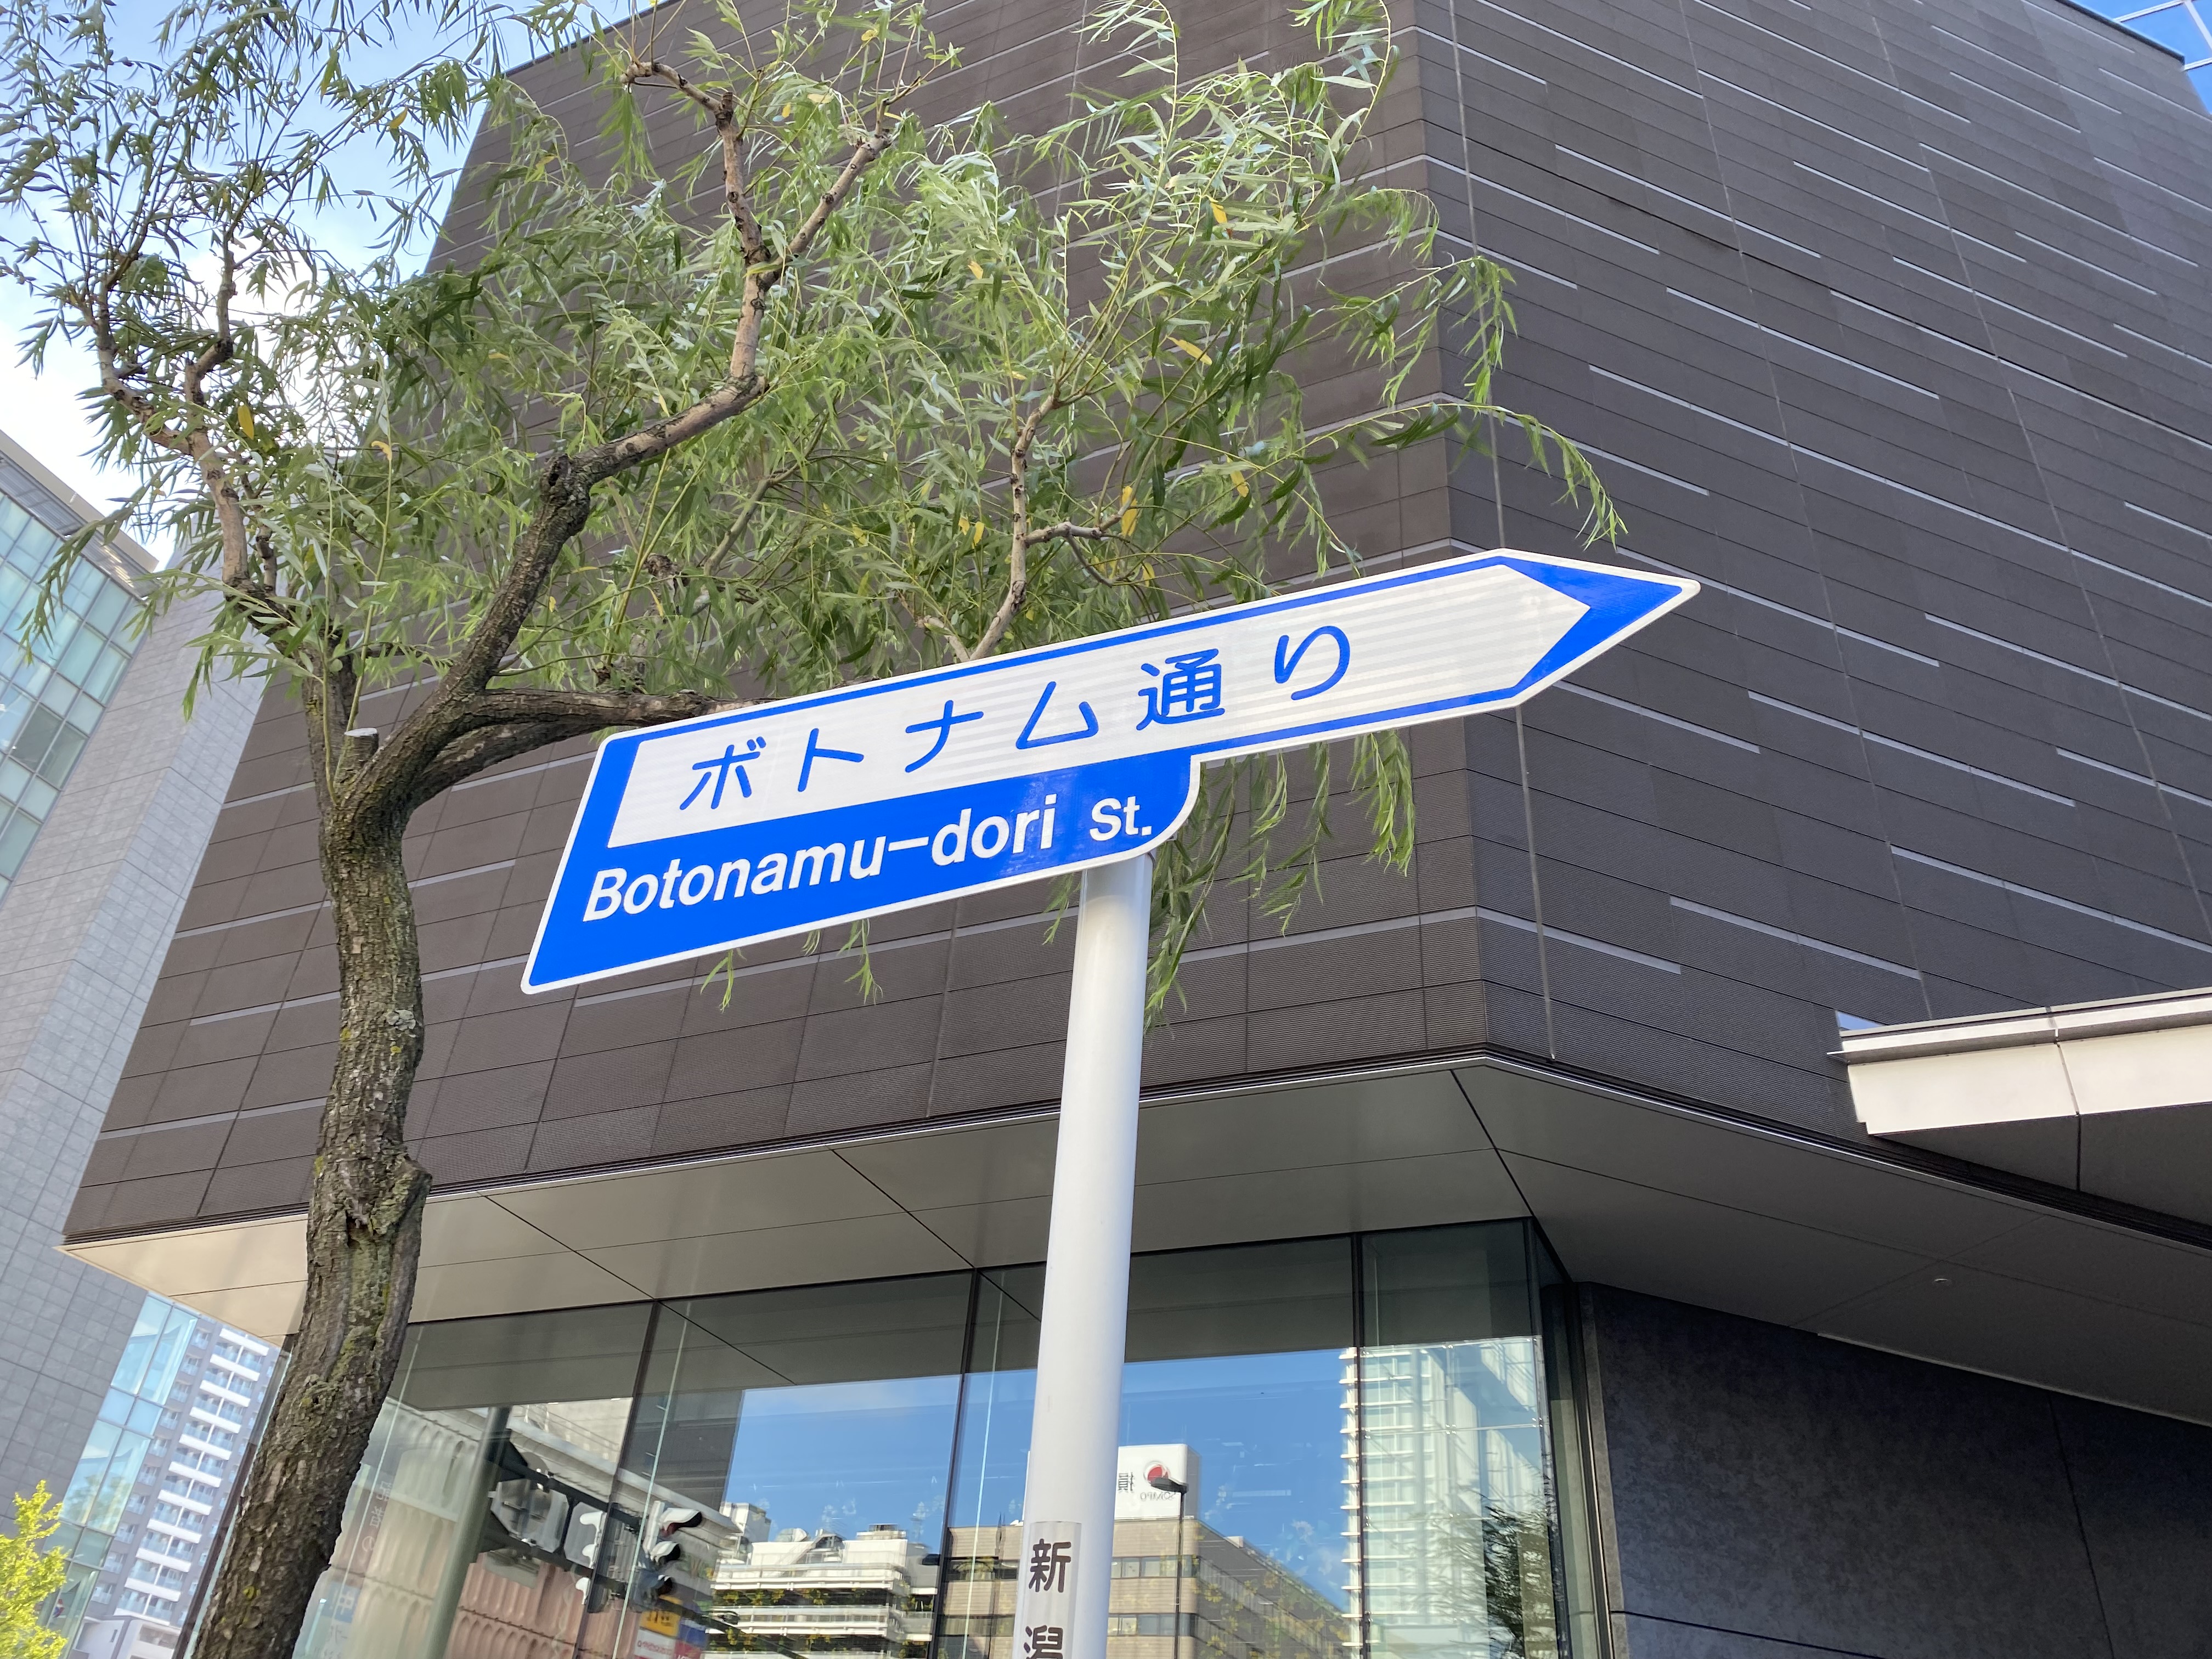 ボトナム通り
Botonamu-dori St.
新
潟